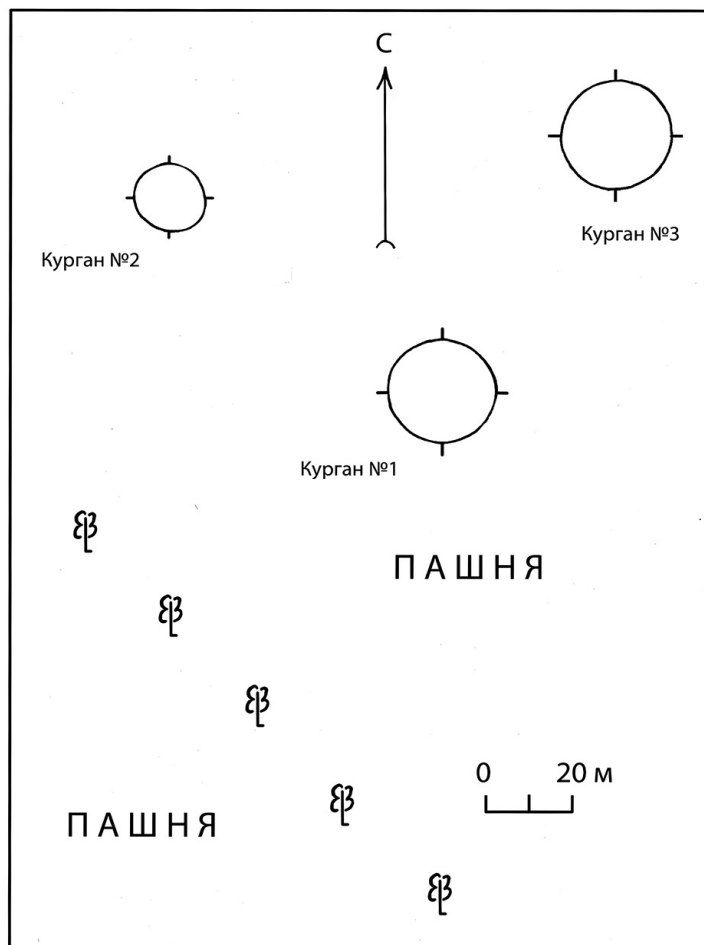 С
Курган №3
Курган №2
Курган №1
ПАШНЯ
0 20 м
ПАШНЯ